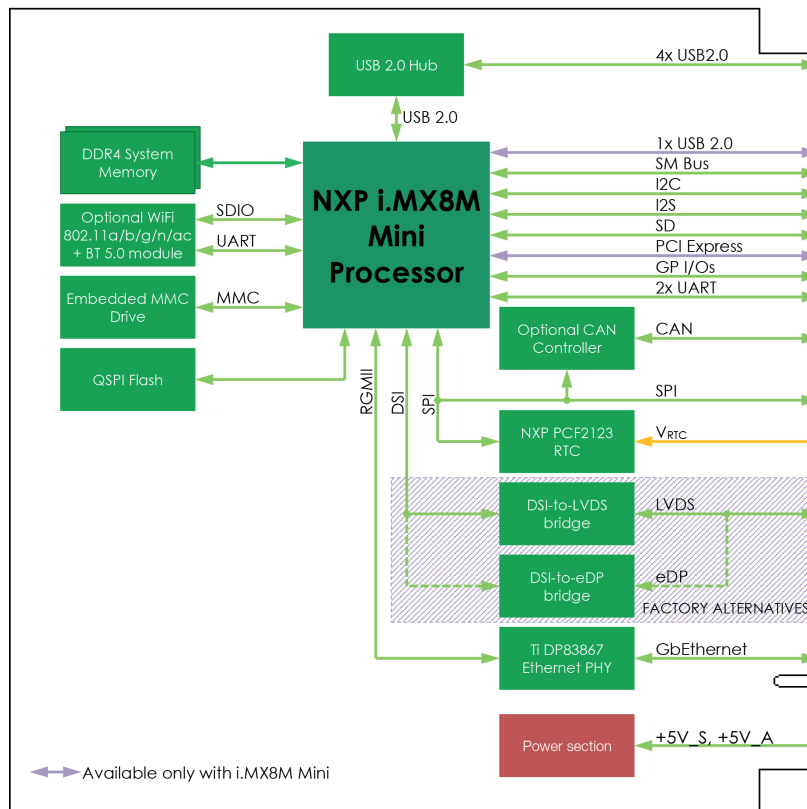 USB 2.0 Hub
4x USB2.0
USB 2.0
DDR4 System
Memory
Optional WiFi
802.11a/b/g/n/ac
+ BT 5.0 module
SDIO
UART
Embedded MMC
Drive
MMC
QSPI Flash
NXP i.MX8M
Mini
Processor
1x USB 2.0
SM Bus
I2C
I2S
SD
PCI Express
GP I/Os
2x UART
Optional CAN
Controller
CAN
RGMII
DSI
SPI
SPI
NXP PCF2123
RTC
VRTC
DSI-to-LVDS
bridge
LVDS
DSI-to-eDP
bridge
eDP
FACTORY ALTERNATIVES
Ti DP83867
Ethernet PHY
GbEthernet
Power section
+5V_S, +5V_A
Available only with i.MX8M Mini